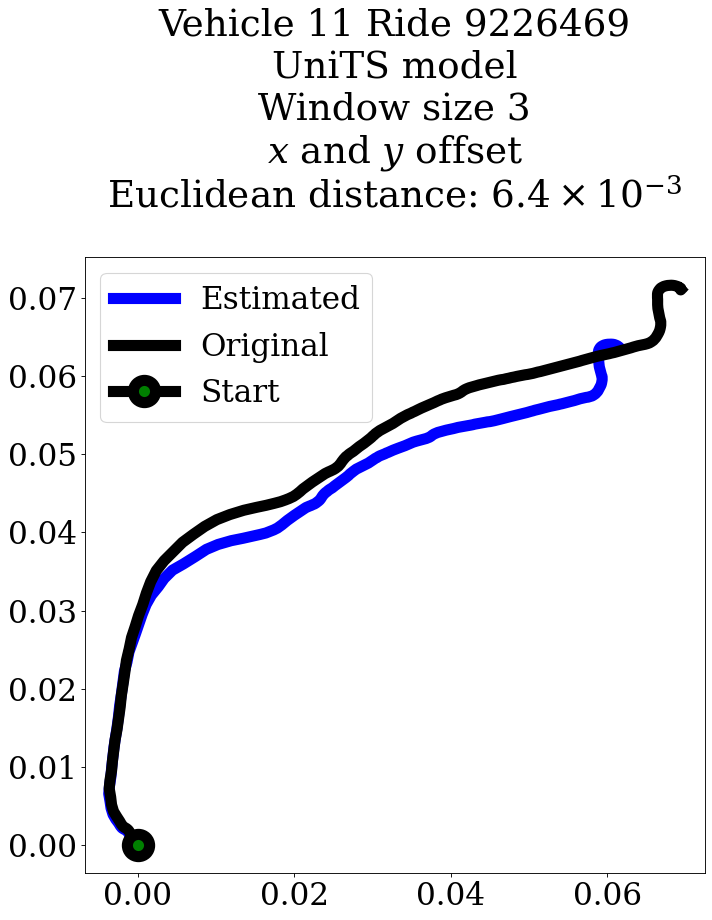 Vehicle 11 Ride 9226469
UniTS model
Window size 3
x and y offset
Euclidean distance: 6.4 × 10⁻³
Estimated
Original
Start
0.07
0.06
0.05
0.04
0.03
0.02
0.01
0.00
0.00 0.02 0.04 0.06